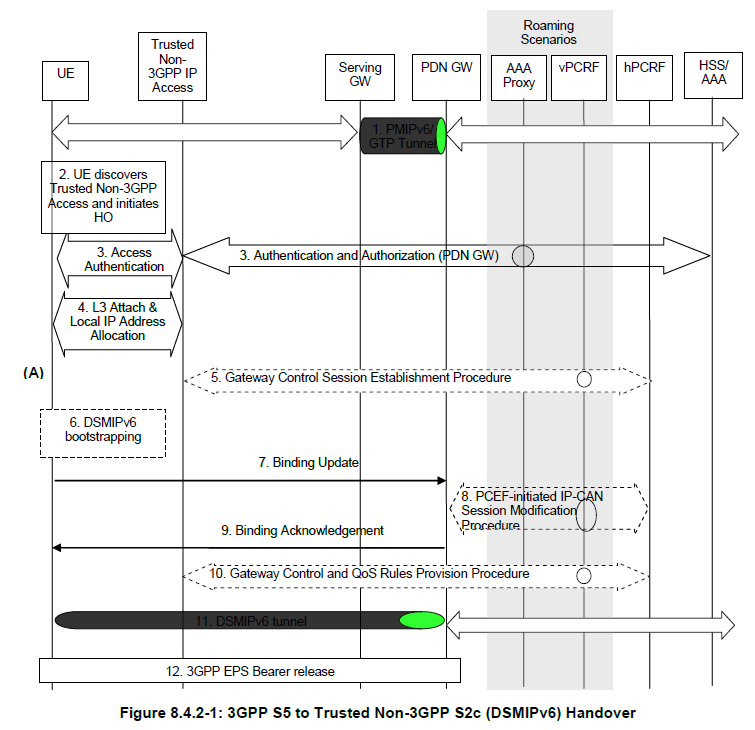 Roaming
Scenarios
UE
Trusted
Non-
3GPP IP
Access
Serving
GW
PDN GW
AAA
Proxy
vPCRF
hPCRF
HSS/
AAA
1. PMIPv6/
GTP Tunnel
2. UE discovers
Trusted Non-3GPP
Access and initiates
HO
3. Access
Authentication
3. Authentication and Authorization (PDN GW)
4. L3 Attach &
Local IP Address
Allocation
(A)
5. Gateway Control Session Establishment Procedure
6. DSMIPv6
bootstrapping
7. Binding Update
8. PCEF-initiated IP-CAN
Session Modification
Procedure
9. Binding Acknowledgement
10. Gateway Control and QoS Rules Provision Procedure
11. DSMIPv6 tunnel
12. 3GPP EPS Bearer release
Figure 8.4.2-1: 3GPP S5 to Trusted Non-3GPP S2c (DSMIPv6) Handover